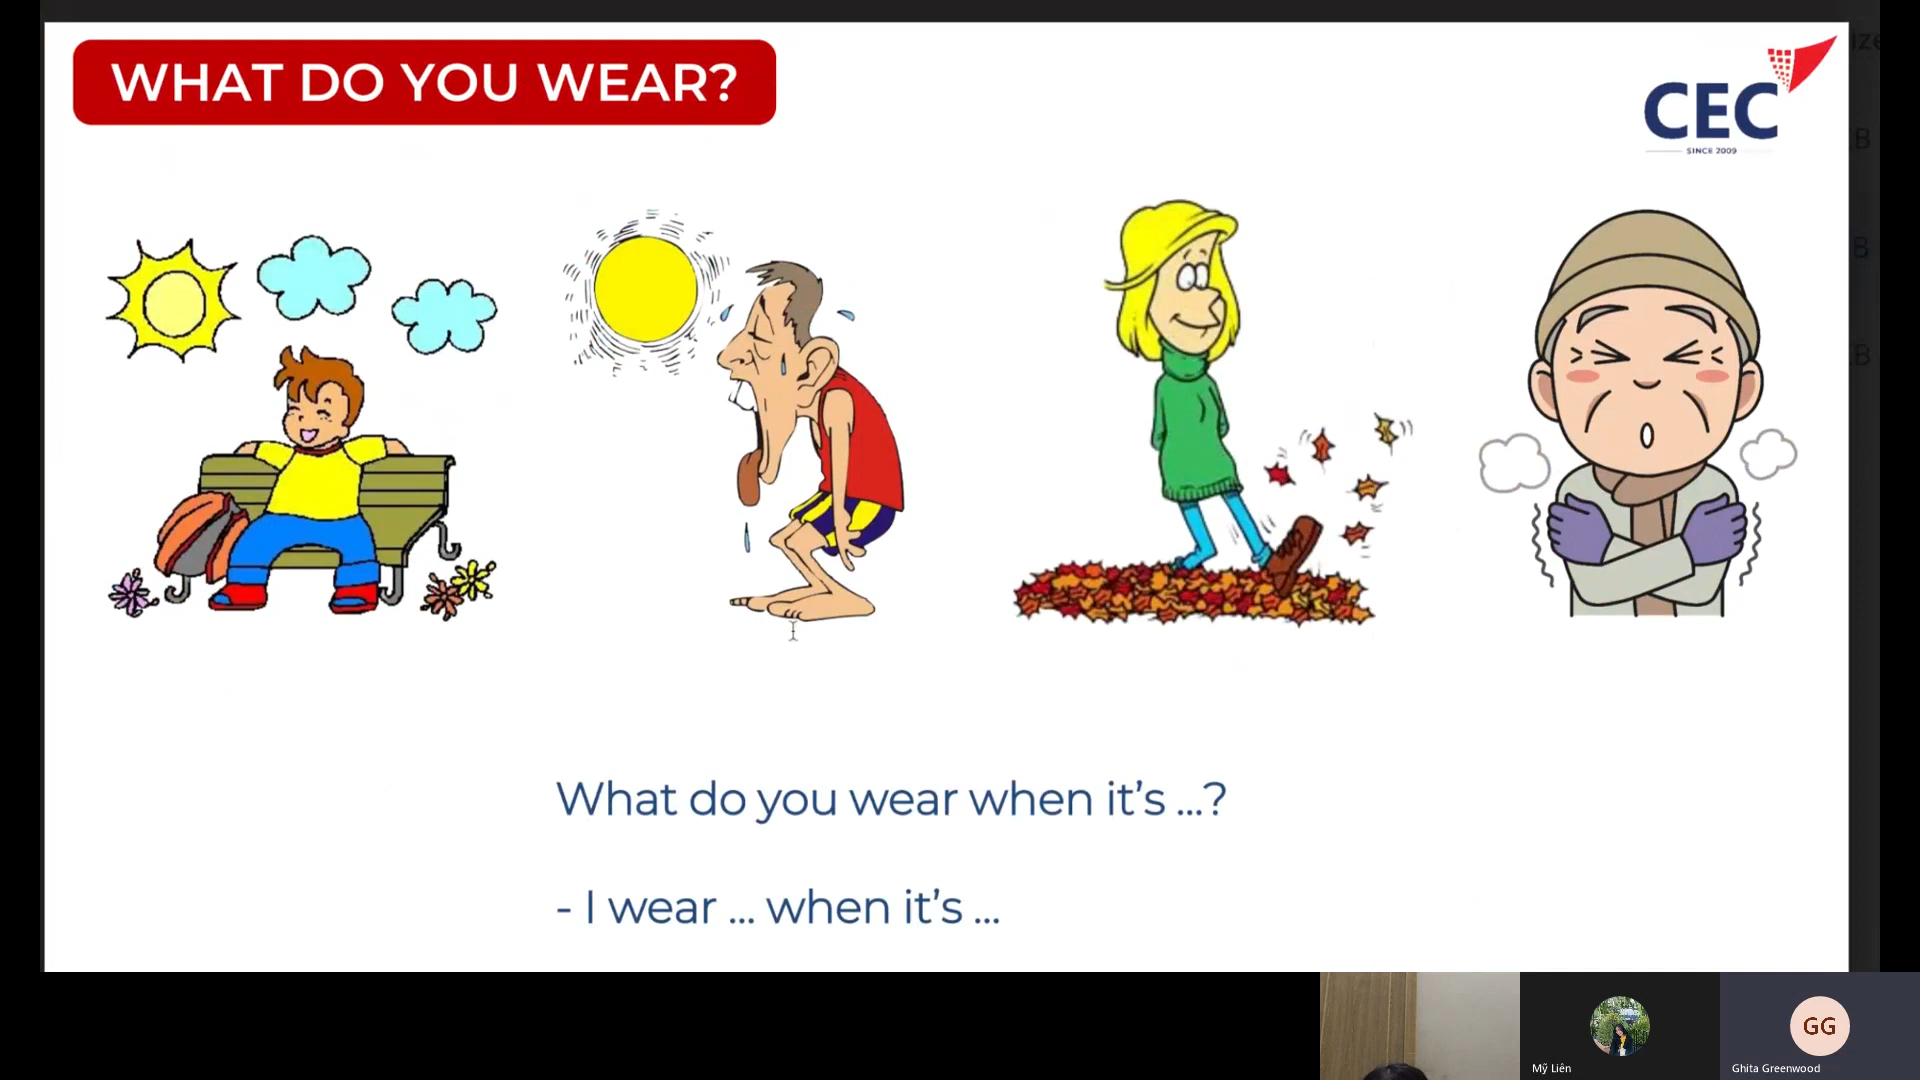 WHAT DO YOU WEAR?
CEC
SINCE 2009
What do you wear when it's ...?
- I wear ... when it's ...
GG
Mỹ Liên
Ghita Greenwood